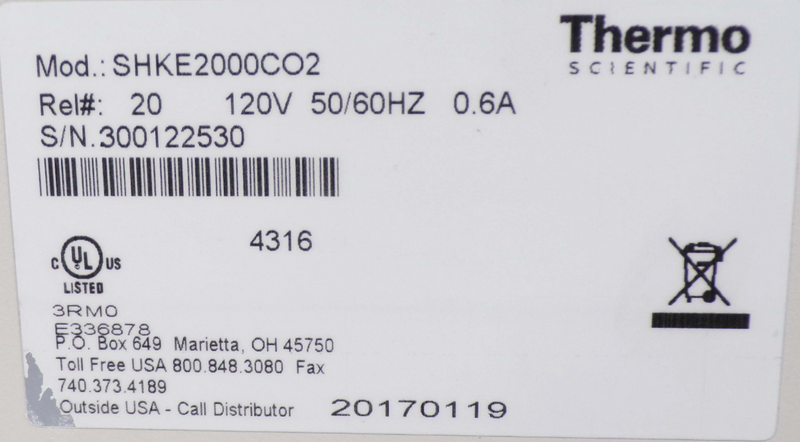 Thermo
SCIENTIFIC
Mod.: SHKE2000CO2
Rel#: 20 120V 50/60HZ 0.6A
S/N.:300122530
4316
C UL US
LISTED
3RM0
E336878
P.O. Box 649 Marietta, OH 45750
Toll Free USA 800.848.3080 Fax
740.373.4189
Outside USA - Call Distributor 20170119